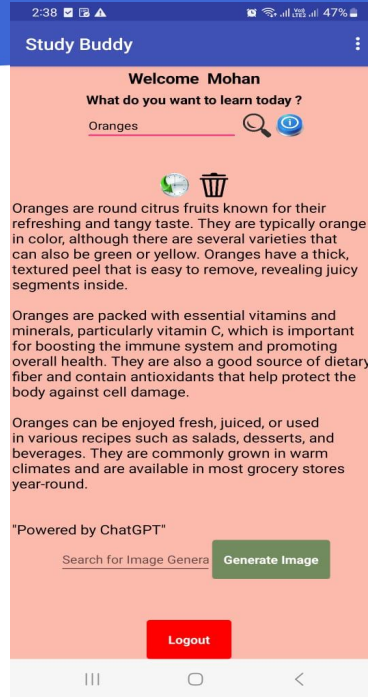 2:38 47%
Study Buddy
Welcome Mohan
What do you want to learn today ?
Oranges
Oranges are round citrus fruits known for their
refreshing and tangy taste. They are typically orange
in color, although there are several varieties that
can also be green or yellow. Oranges have a thick,
textured peel that is easy to remove, revealing juicy
segments inside.
Oranges are packed with essential vitamins and
minerals, particularly vitamin C, which is important
for boosting the immune system and promoting
overall health. They are also a good source of dietary
fiber and contain antioxidants that help protect the
body against cell damage.
Oranges can be enjoyed fresh, juiced, or used
in various recipes such as salads, desserts, and
beverages. They are commonly grown in warm
climates and are available in most grocery stores
year-round.
"Powered by ChatGPT"
Search for Image Genera Generate Image
Logout